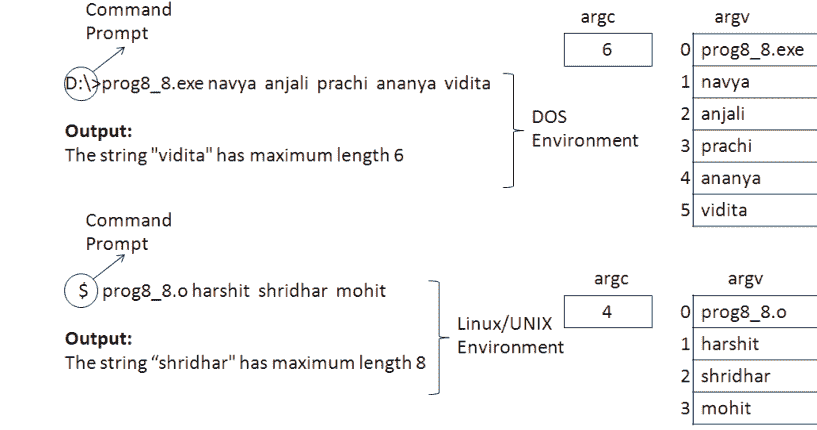 Command
Prompt
D:\>prog8_8.exe navya anjali prachi ananya vidita
Output:
The string "vidita" has maximum length 6
DOS
Environment
argc
6
argv
0 prog8_8.exe
1 navya
2 anjali
3 prachi
4 ananya
5 vidita
Command
Prompt
$ prog8_8.o harshit shridhar mohit
Output:
The string “shridhar" has maximum length 8
Linux/UNIX
Environment
argc
4
argv
0 prog8_8.o
1 harshit
2 shridhar
3 mohit